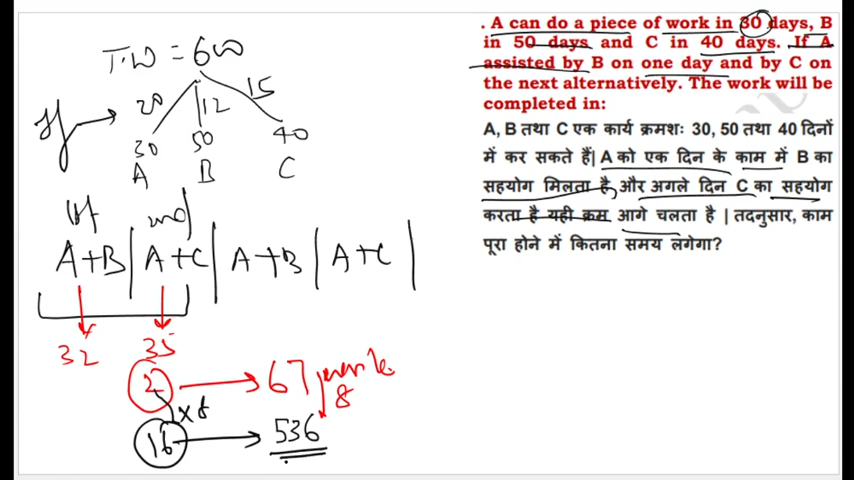 T.W = 600
20 12 15
30 50 40
A B C
Ist IInd
A+B | A+C | A+B | A+C |
32 35
2 → 67
×8 8
16 → 536
. A can do a piece of work in 30 days, B
in 50 days and C in 40 days. If A
assisted by B on one day and by C on
the next alternatively. The work will be
completed in:
A, B तथा C एक कार्य क्रमशः 30, 50 तथा 40 दिनों
में कर सकते हैं| A को एक दिन के काम में B का
सहयोग मिलता है, और अगले दिन C का सहयोग
करता है यही क्रम आगे चलता है | तदनुसार, काम
पूरा होने में कितना समय लगेगा?